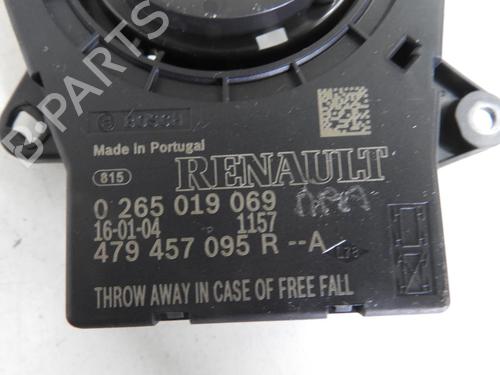 B-PARTS
BOSCH
Made in Portugal
815
RENAULT
0 265 019 069
16-01-04 1157
479 457 095 R --A
THROW AWAY IN CASE OF FREE FALL